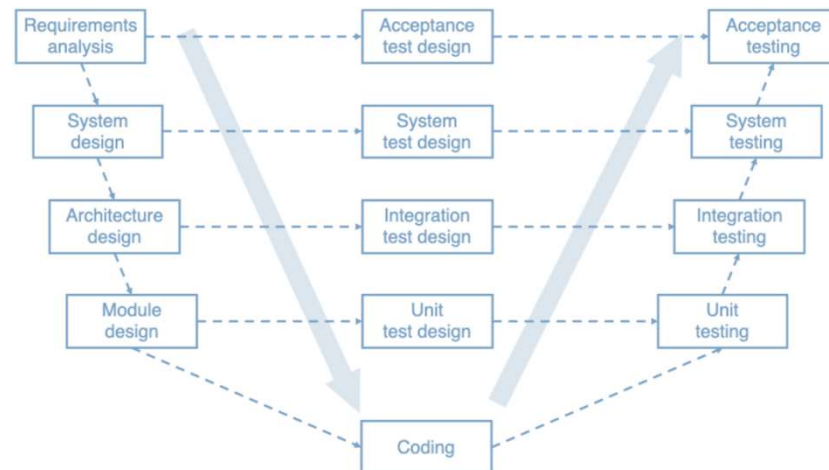 Requirements
analysis
Acceptance
test design
Acceptance
testing
System
design
System
test design
System
testing
Architecture
design
Integration
test design
Integration
testing
Module
design
Unit
test design
Unit
testing
Coding